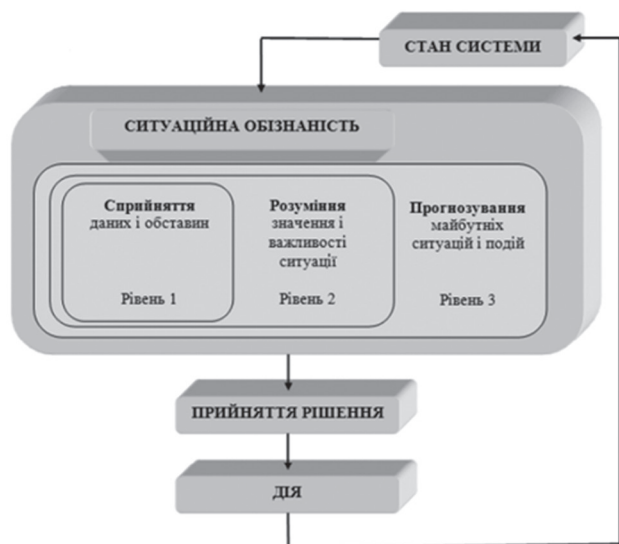 СТАН СИСТЕМИ
СИТУАЦІЙНА ОБІЗНАНІСТЬ
Сприйняття
даних і обставин
Рівень 1
Розуміння
значення і
важливості
ситуації
Рівень 2
Прогнозування
майбутніх
ситуацій і подій
Рівень 3
ПРИЙНЯТТЯ РІШЕННЯ
ДІЯ